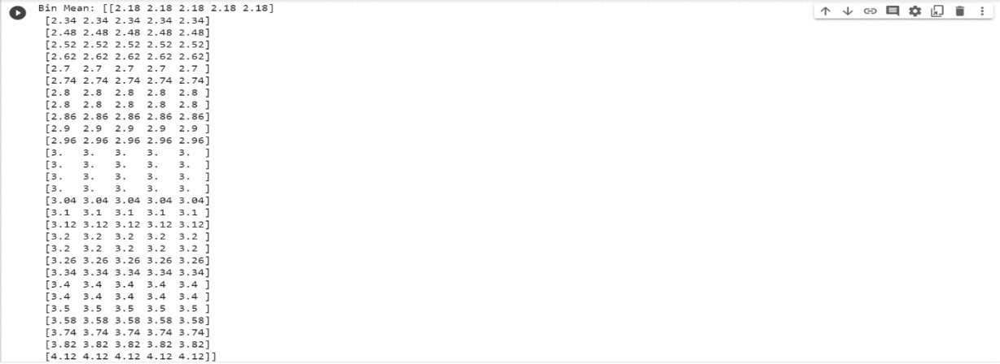 Bin Mean: [[2.18 2.18 2.18 2.18 2.18]
[2.34 2.34 2.34 2.34 2.34]
[2.48 2.48 2.48 2.48 2.48]
[2.52 2.52 2.52 2.52 2.52]
[2.62 2.62 2.62 2.62 2.62]
[2.7  2.7  2.7  2.7  2.7 ]
[2.74 2.74 2.74 2.74 2.74]
[2.8  2.8  2.8  2.8  2.8 ]
[2.8  2.8  2.8  2.8  2.8 ]
[2.86 2.86 2.86 2.86 2.86]
[2.9  2.9  2.9  2.9  2.9 ]
[2.96 2.96 2.96 2.96 2.96]
[3.   3.   3.   3.   3.  ]
[3.   3.   3.   3.   3.  ]
[3.   3.   3.   3.   3.  ]
[3.   3.   3.   3.   3.  ]
[3.04 3.04 3.04 3.04 3.04]
[3.1  3.1  3.1  3.1  3.1 ]
[3.12 3.12 3.12 3.12 3.12]
[3.2  3.2  3.2  3.2  3.2 ]
[3.2  3.2  3.2  3.2  3.2 ]
[3.26 3.26 3.26 3.26 3.26]
[3.34 3.34 3.34 3.34 3.34]
[3.4  3.4  3.4  3.4  3.4 ]
[3.4  3.4  3.4  3.4  3.4 ]
[3.5  3.5  3.5  3.5  3.5 ]
[3.58 3.58 3.58 3.58 3.58]
[3.74 3.74 3.74 3.74 3.74]
[3.82 3.82 3.82 3.82 3.82]
[4.12 4.12 4.12 4.12 4.12]]